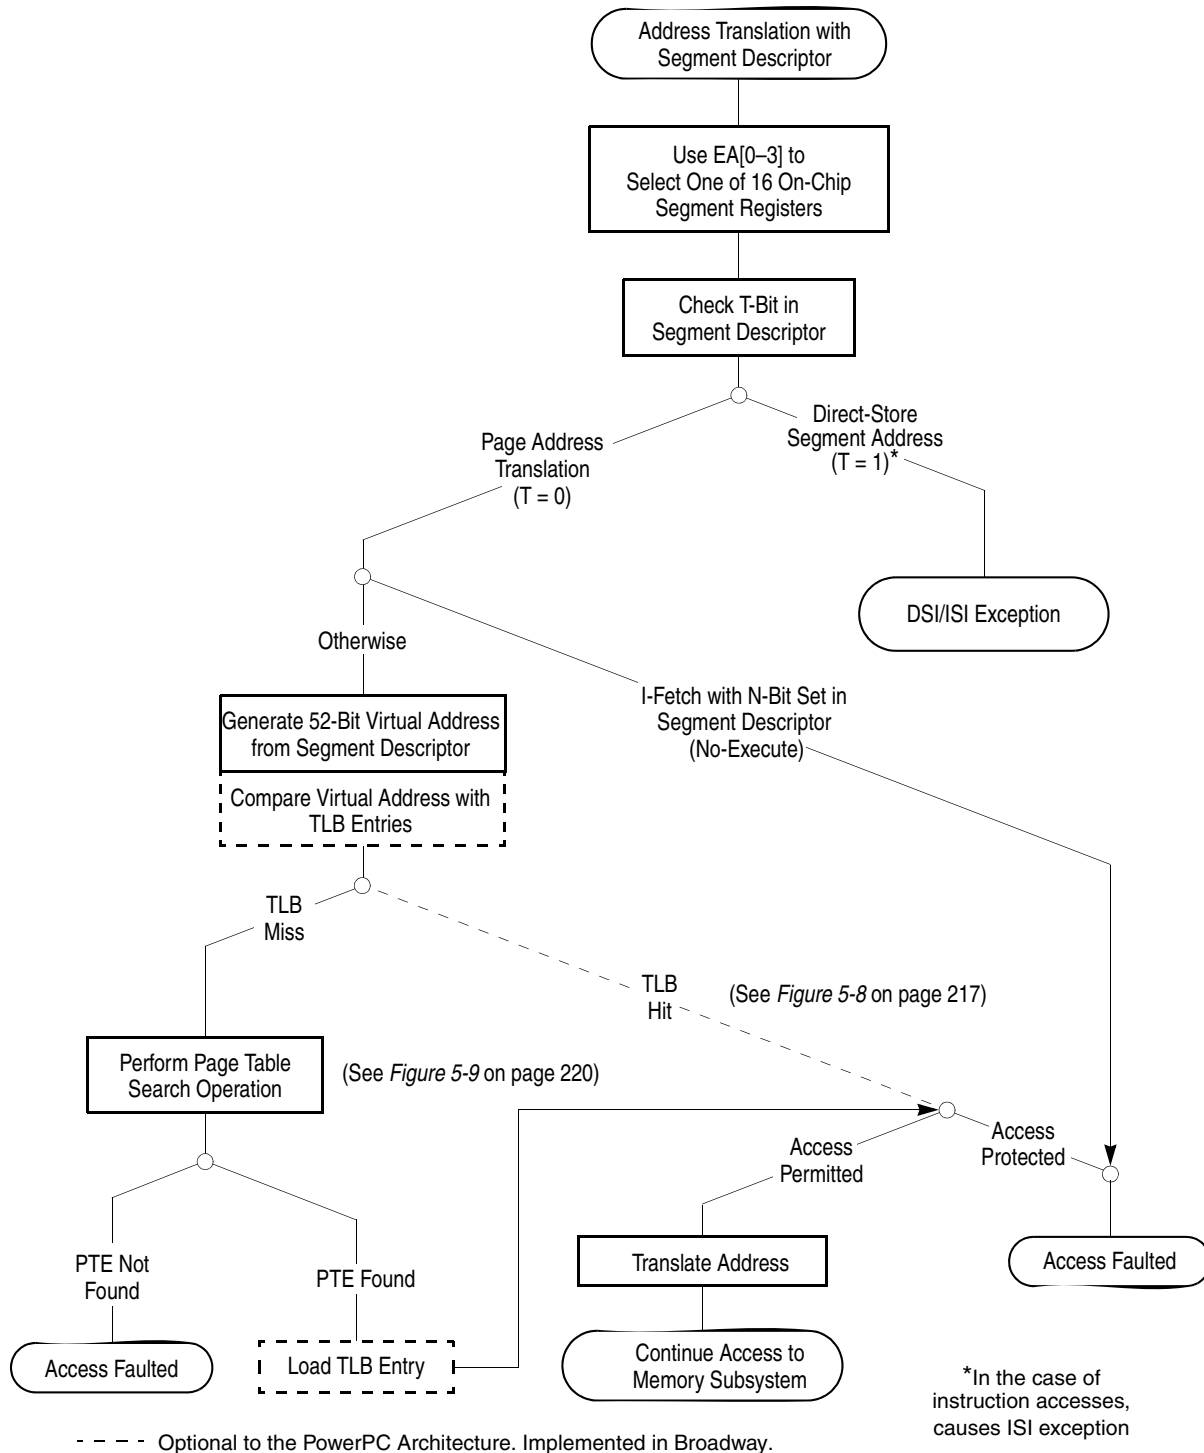 Address Translation with
Segment Descriptor
Use EA[0–3] to
Select One of 16 On-Chip
Segment Registers
Check T-Bit in
Segment Descriptor
Direct-Store
Segment Address
(T = 1)*
Page Address
Translation
(T = 0)
DSI/ISI Exception
Otherwise
I-Fetch with N-Bit Set in
Segment Descriptor
(No-Execute)
Generate 52-Bit Virtual Address
from Segment Descriptor
Compare Virtual Address with
TLB Entries
TLB
Miss
TLB
Hit
(See Figure 5-8 on page 217)
Perform Page Table
Search Operation
(See Figure 5-9 on page 220)
Access
Permitted
Access
Protected
PTE Not
Found
PTE Found
Translate Address
Access Faulted
Access Faulted
Load TLB Entry
Continue Access to
Memory Subsystem
*In the case of
instruction accesses,
causes ISI exception
- - - - Optional to the PowerPC Architecture. Implemented in Broadway.